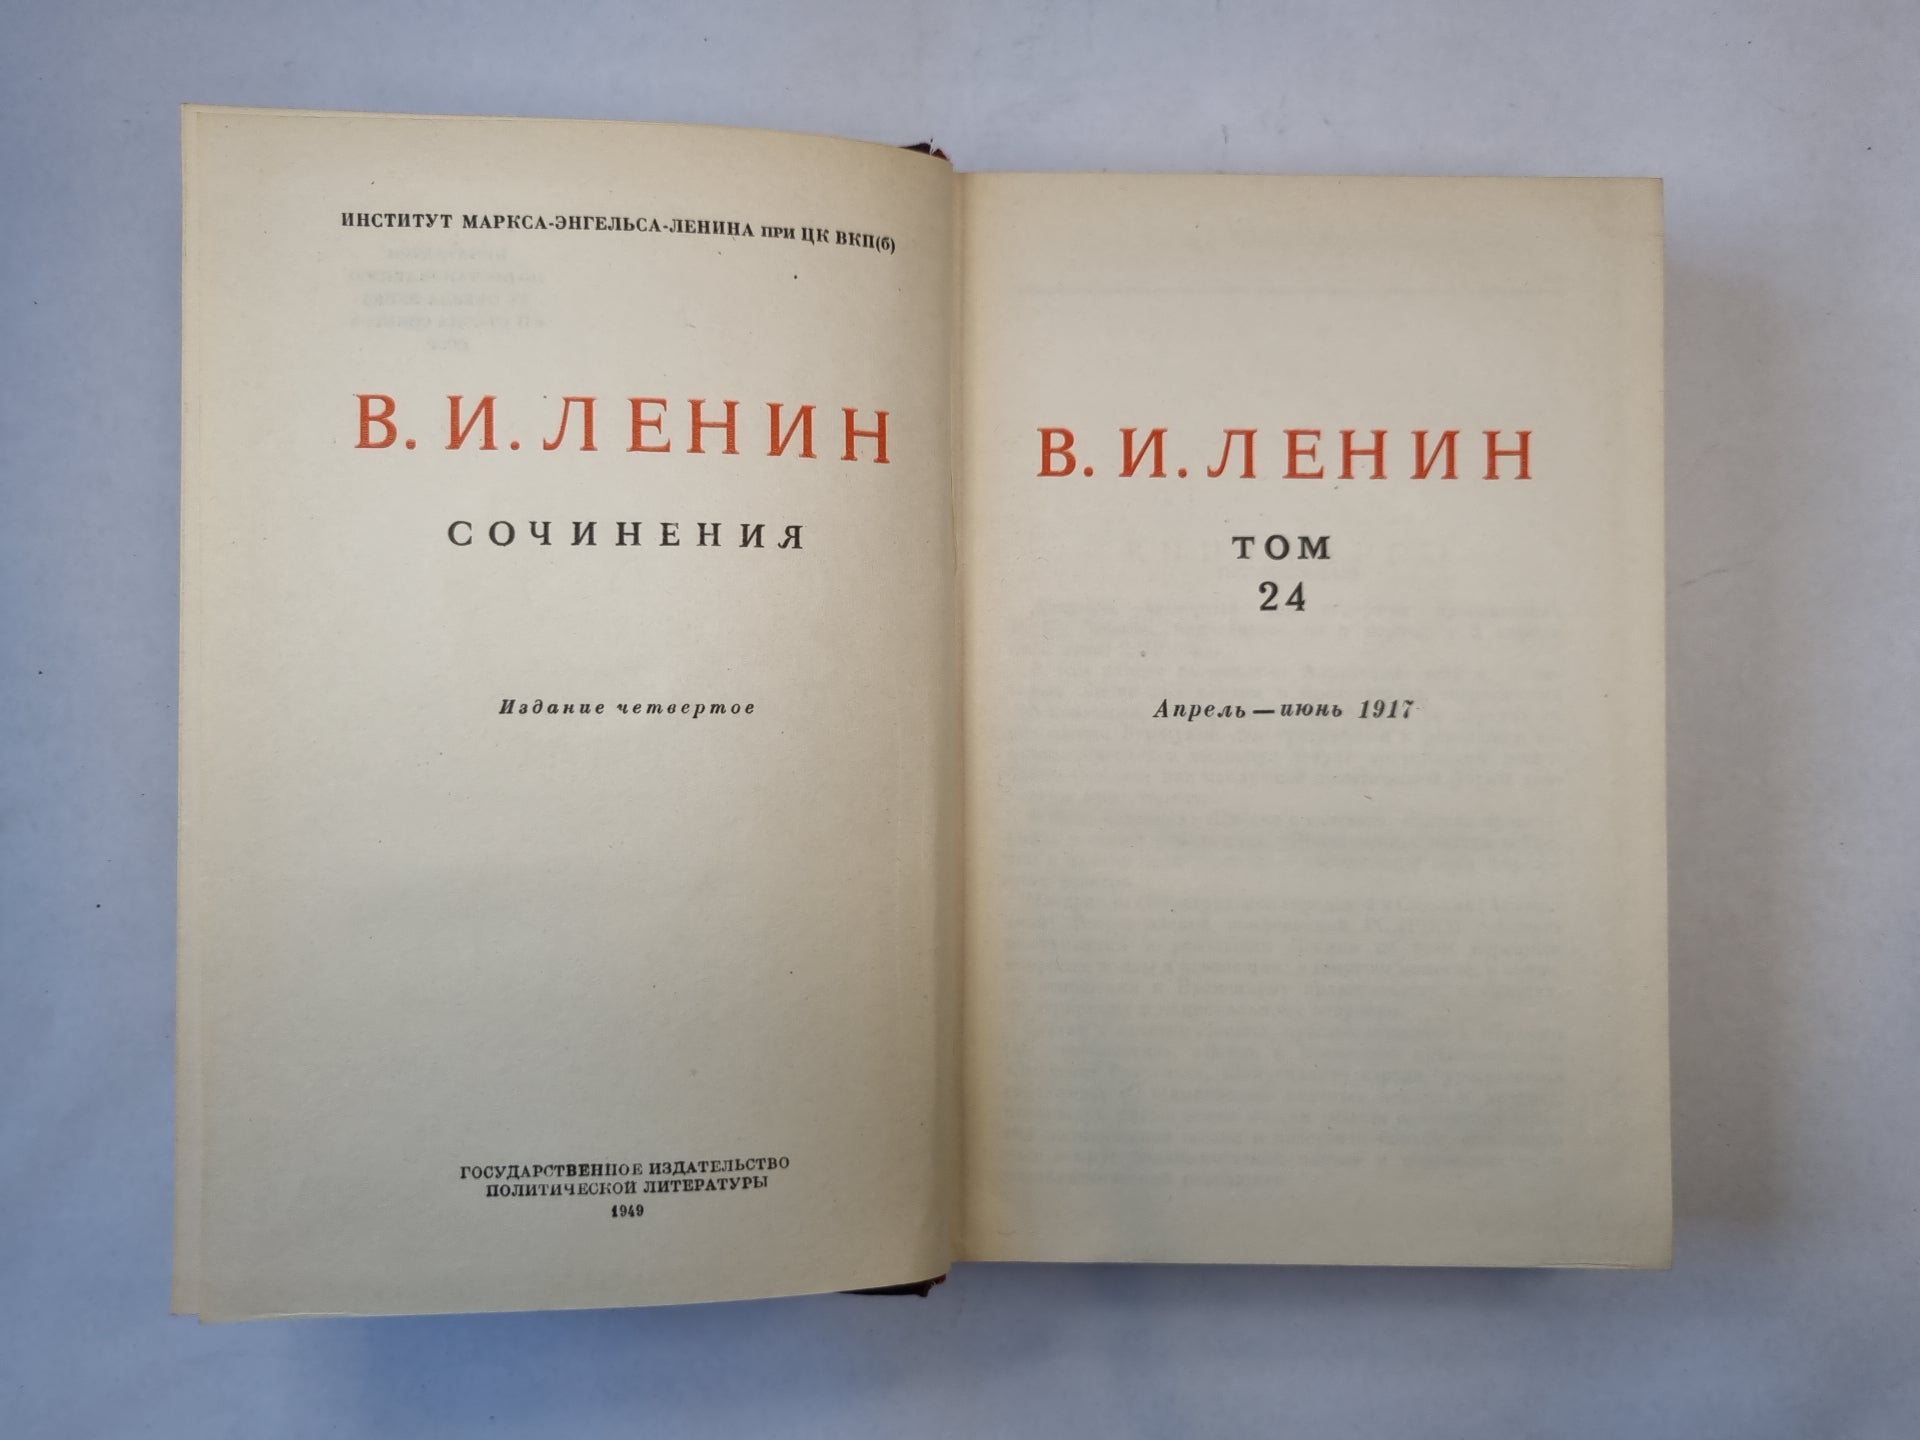 ИНСТИТУТ МАРКСА-ЭНГЕЛЬСА-ЛЕНИНА ПРИ ЦК ВКП(б)
В. И. ЛЕНИН
СОЧИНЕНИЯ
Издание четвертое
ГОСУДАРСТВЕННОЕ ИЗДАТЕЛЬСТВО
ПОЛИТИЧЕСКОЙ ЛИТЕРАТУРЫ
1949
В. И. ЛЕНИН
ТОМ
24
Апрель — июнь 1917